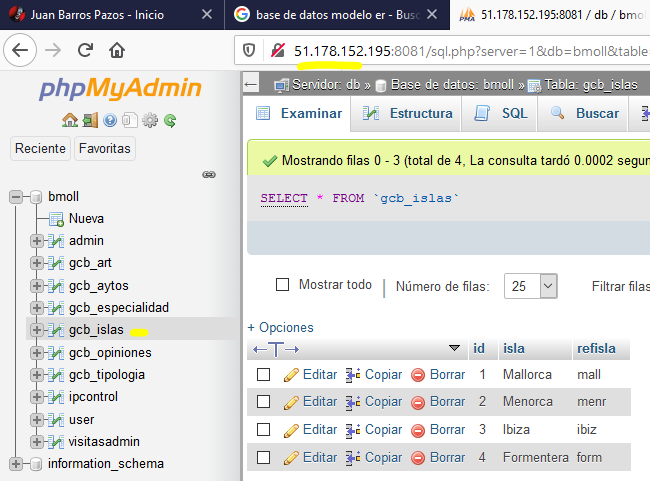 Juan Barros Pazos - Inicio
base de datos modelo er - Busc
51.178.152.195:8081 / db / bmo
51.178.152.195:8081/sql.php?server=1&db=bmoll&table
phpMyAdmin
Reciente
Favoritas
bmoll
Nueva
admin
gcb_art
gcb_aytos
gcb_especialidad
gcb_islas
gcb_opiniones
gcb_tipologia
ipcontrol
user
visitasadmin
information_schema
Servidor: db » Base de datos: bmoll » Tabla: gcb_islas
Examinar Estructura SQL Buscar
Mostrando filas 0 - 3 (total de 4, La consulta tardó 0.0002 segun
SELECT * FROM `gcb_islas`
Mostrar todo | Número de filas: 25 Filtrar filas
+ Opciones
←T→ id isla refisla
Editar Copiar Borrar 1 Mallorca mall
Editar Copiar Borrar 2 Menorca menr
Editar Copiar Borrar 3 Ibiza ibiz
Editar Copiar Borrar 4 Formentera form